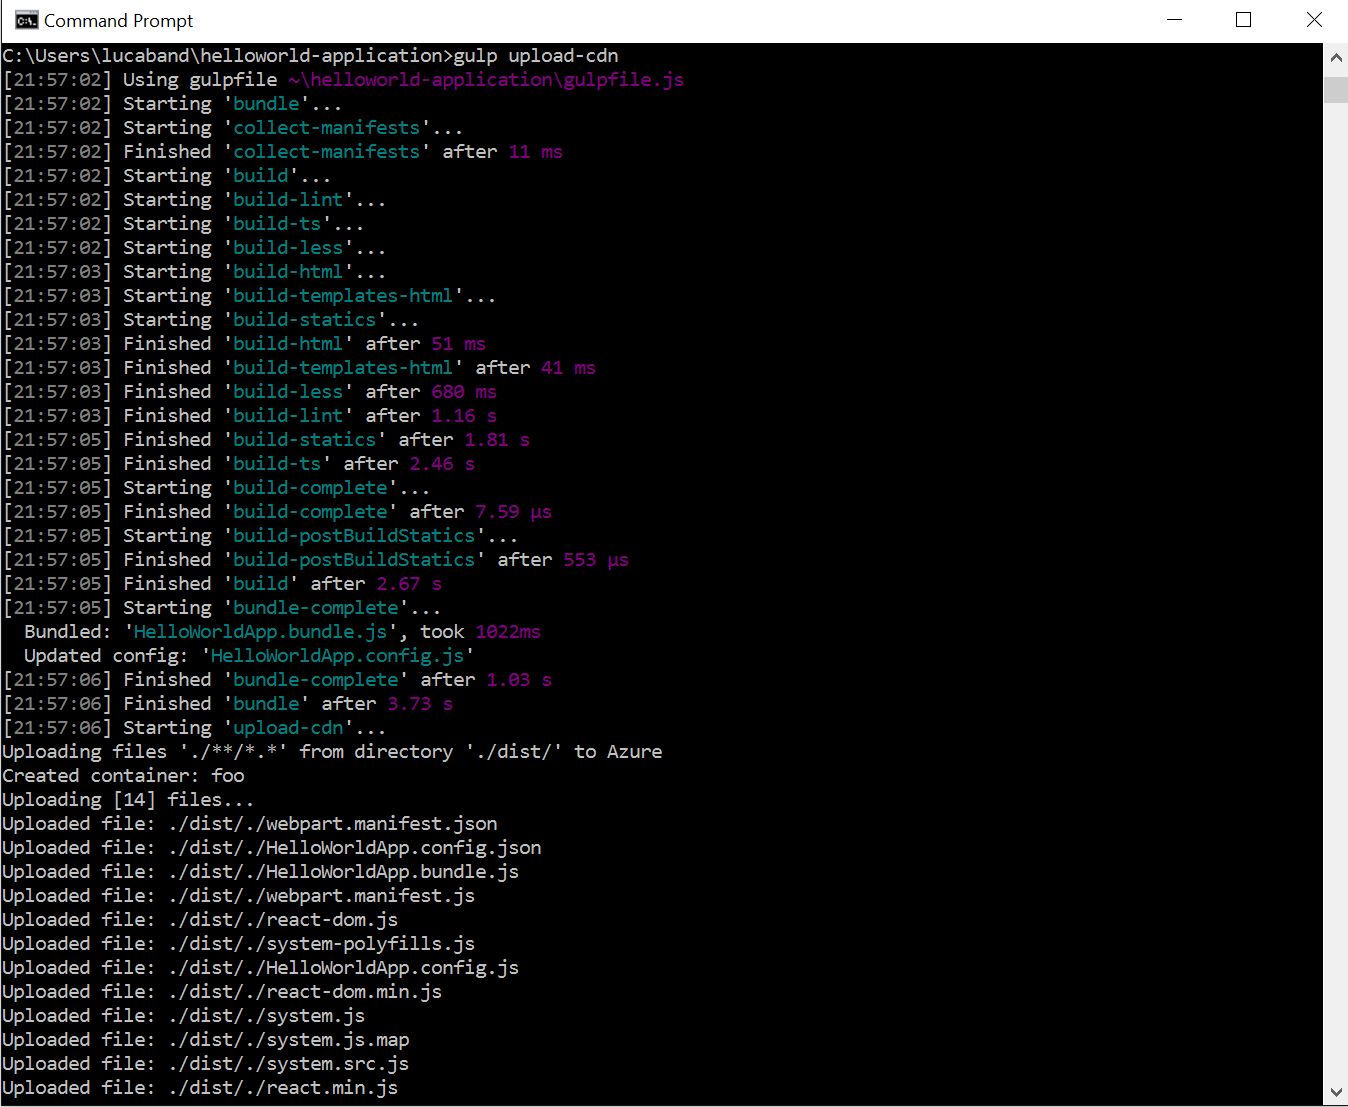 Command Prompt
C:\Users\lucaband\helloworld-application>gulp upload-cdn
[21:57:02] Using gulpfile ~\helloworld-application\gulpfile.js
[21:57:02] Starting 'bundle'...
[21:57:02] Starting 'collect-manifests'...
[21:57:02] Finished 'collect-manifests' after 11 ms
[21:57:02] Starting 'build'...
[21:57:02] Starting 'build-lint'...
[21:57:02] Starting 'build-ts'...
[21:57:02] Starting 'build-less'...
[21:57:03] Starting 'build-html'...
[21:57:03] Starting 'build-templates-html'...
[21:57:03] Starting 'build-statics'...
[21:57:03] Finished 'build-html' after 51 ms
[21:57:03] Finished 'build-templates-html' after 41 ms
[21:57:03] Finished 'build-less' after 680 ms
[21:57:03] Finished 'build-lint' after 1.16 s
[21:57:05] Finished 'build-statics' after 1.81 s
[21:57:05] Finished 'build-ts' after 2.46 s
[21:57:05] Starting 'build-complete'...
[21:57:05] Finished 'build-complete' after 7.59 μs
[21:57:05] Starting 'build-postBuildStatics'...
[21:57:05] Finished 'build-postBuildStatics' after 553 μs
[21:57:05] Finished 'build' after 2.67 s
[21:57:05] Starting 'bundle-complete'...
Bundled: 'HelloWorldApp.bundle.js', took 1022ms
Updated config: 'HelloWorldApp.config.js'
[21:57:06] Finished 'bundle-complete' after 1.03 s
[21:57:06] Finished 'bundle' after 3.73 s
[21:57:06] Starting 'upload-cdn'...
Uploading files './**/*.*' from directory './dist/' to Azure
Created container: foo
Uploading [14] files...
Uploaded file: ./dist/./webpart.manifest.json
Uploaded file: ./dist/./HelloWorldApp.config.json
Uploaded file: ./dist/./HelloWorldApp.bundle.js
Uploaded file: ./dist/./webpart.manifest.js
Uploaded file: ./dist/./react-dom.js
Uploaded file: ./dist/./system-polyfills.js
Uploaded file: ./dist/./HelloWorldApp.config.js
Uploaded file: ./dist/./react-dom.min.js
Uploaded file: ./dist/./system.js
Uploaded file: ./dist/./system.js.map
Uploaded file: ./dist/./system.src.js
Uploaded file: ./dist/./react.min.js